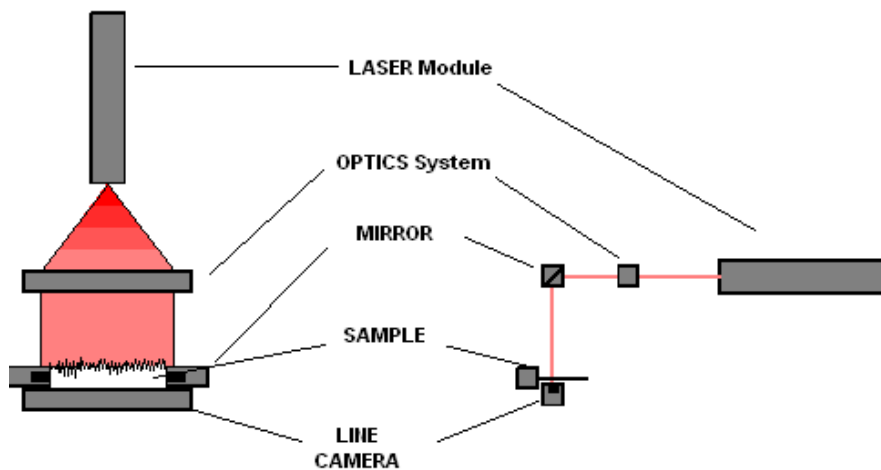 LASER Module
OPTICS System
MIRROR
SAMPLE
LINE
CAMERA